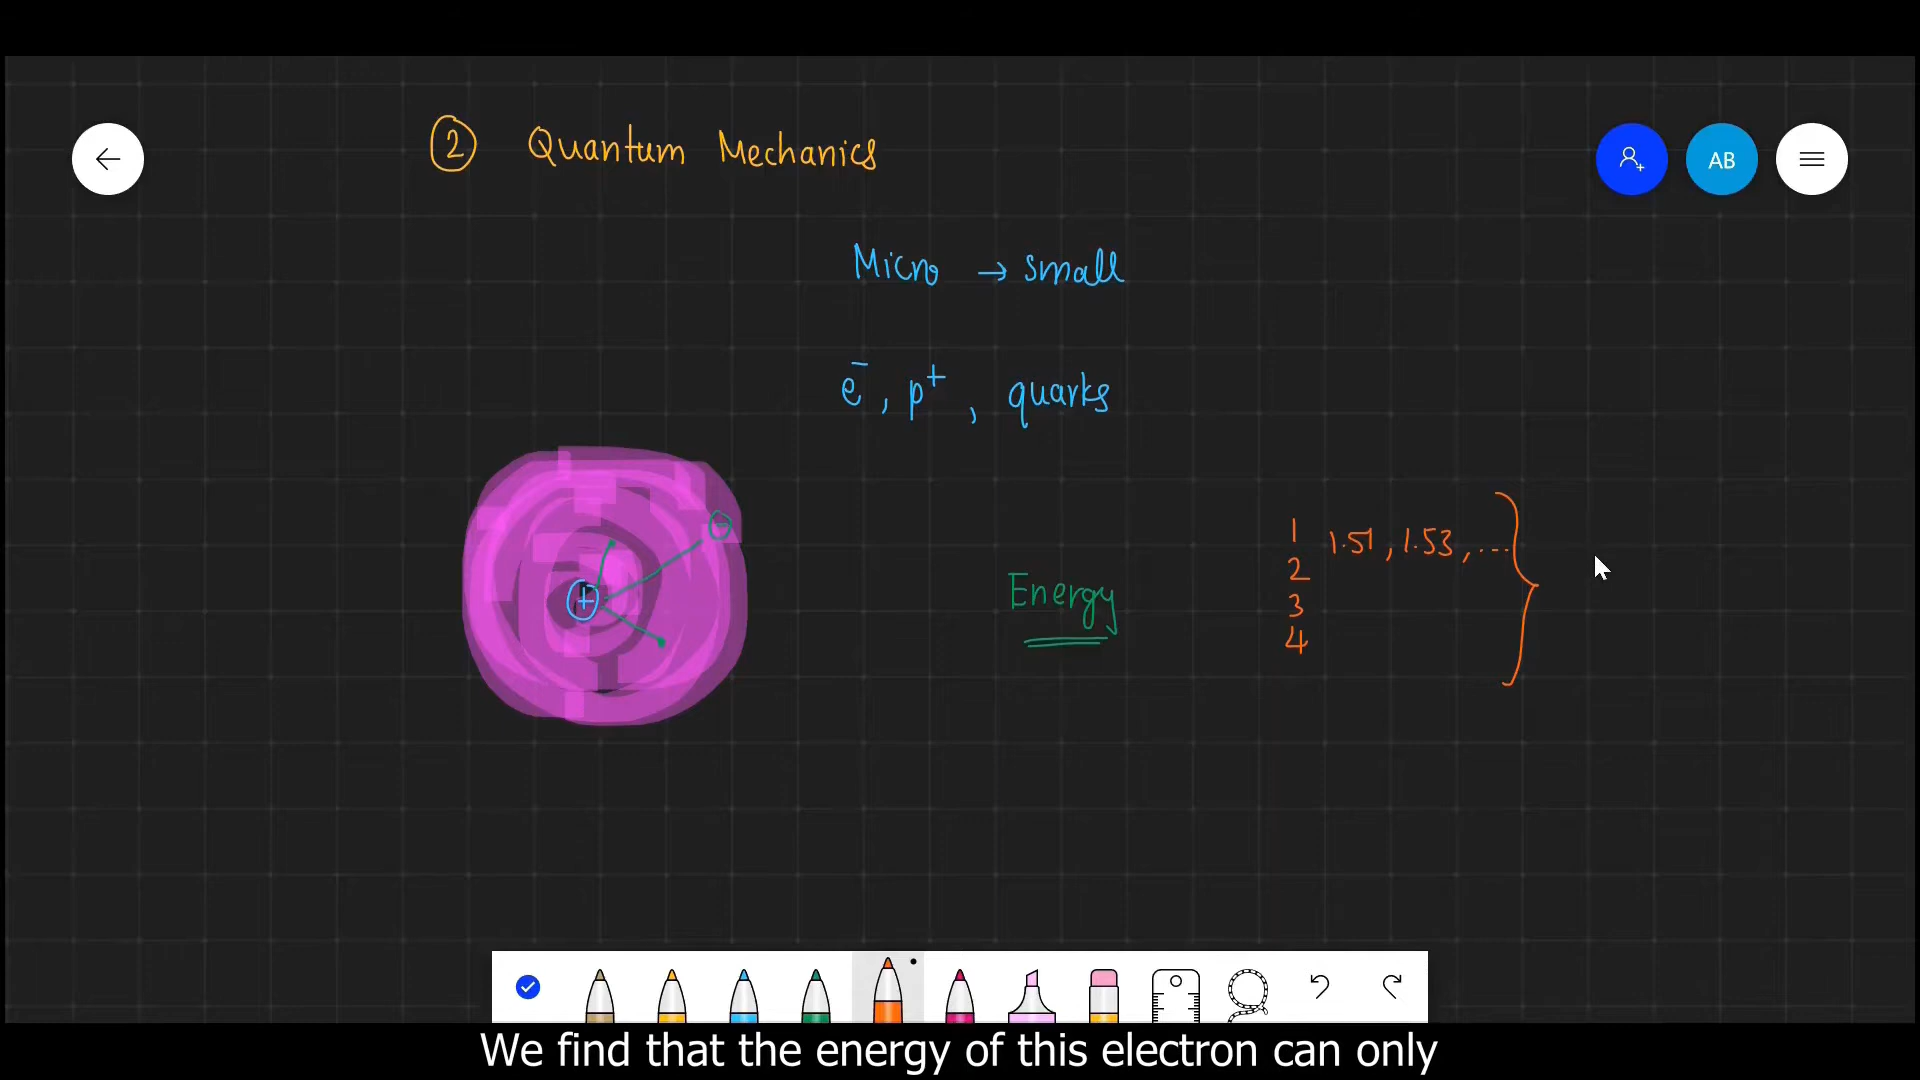 ② Quantum Mechanics
AB
Micro → small
e⁻, p⁺, quarks
⊖
⊕
Energy
1 1.51, 1.53, ...
2
3
4
We find that the energy of this electron can only